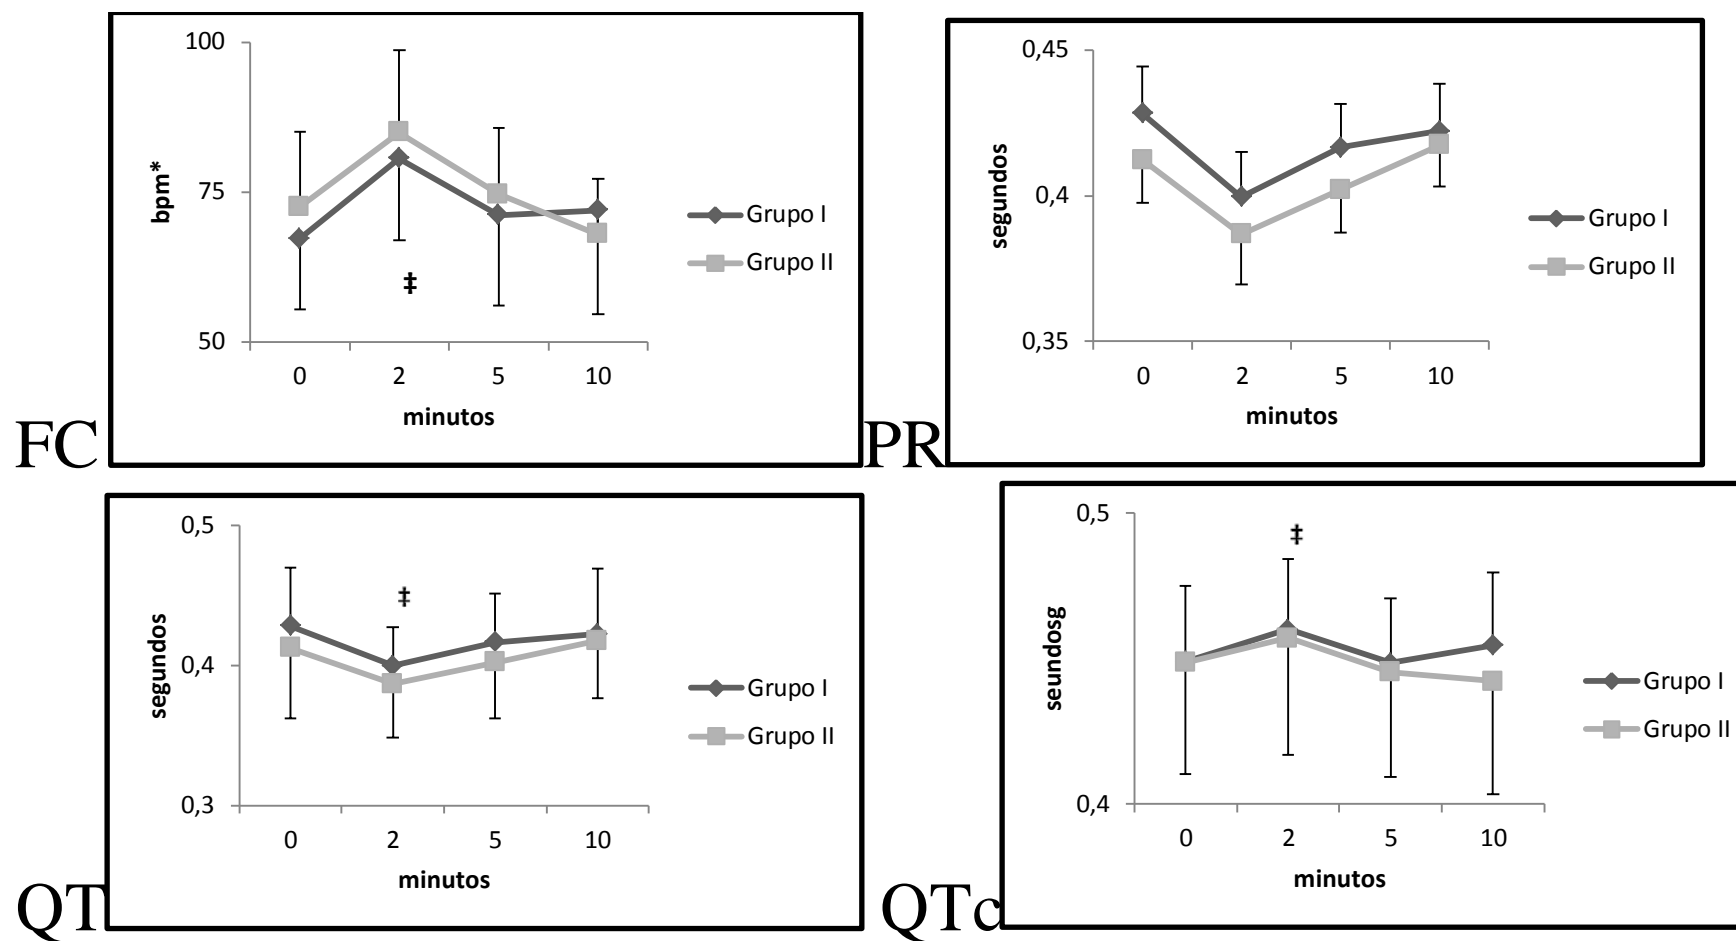 100
75
50
bpm*
‡
0 2 5 10
minutos
Grupo I
Grupo II
FC
0,45
0,4
0,35
segundos
0 2 5 10
minutos
Grupo I
Grupo II
PR
0,5
0,4
0,3
segundos
‡
0 2 5 10
minutos
Grupo I
Grupo II
QT
0,5
0,4
seundosg
‡
0 2 5 10
minutos
Grupo I
Grupo II
QTc